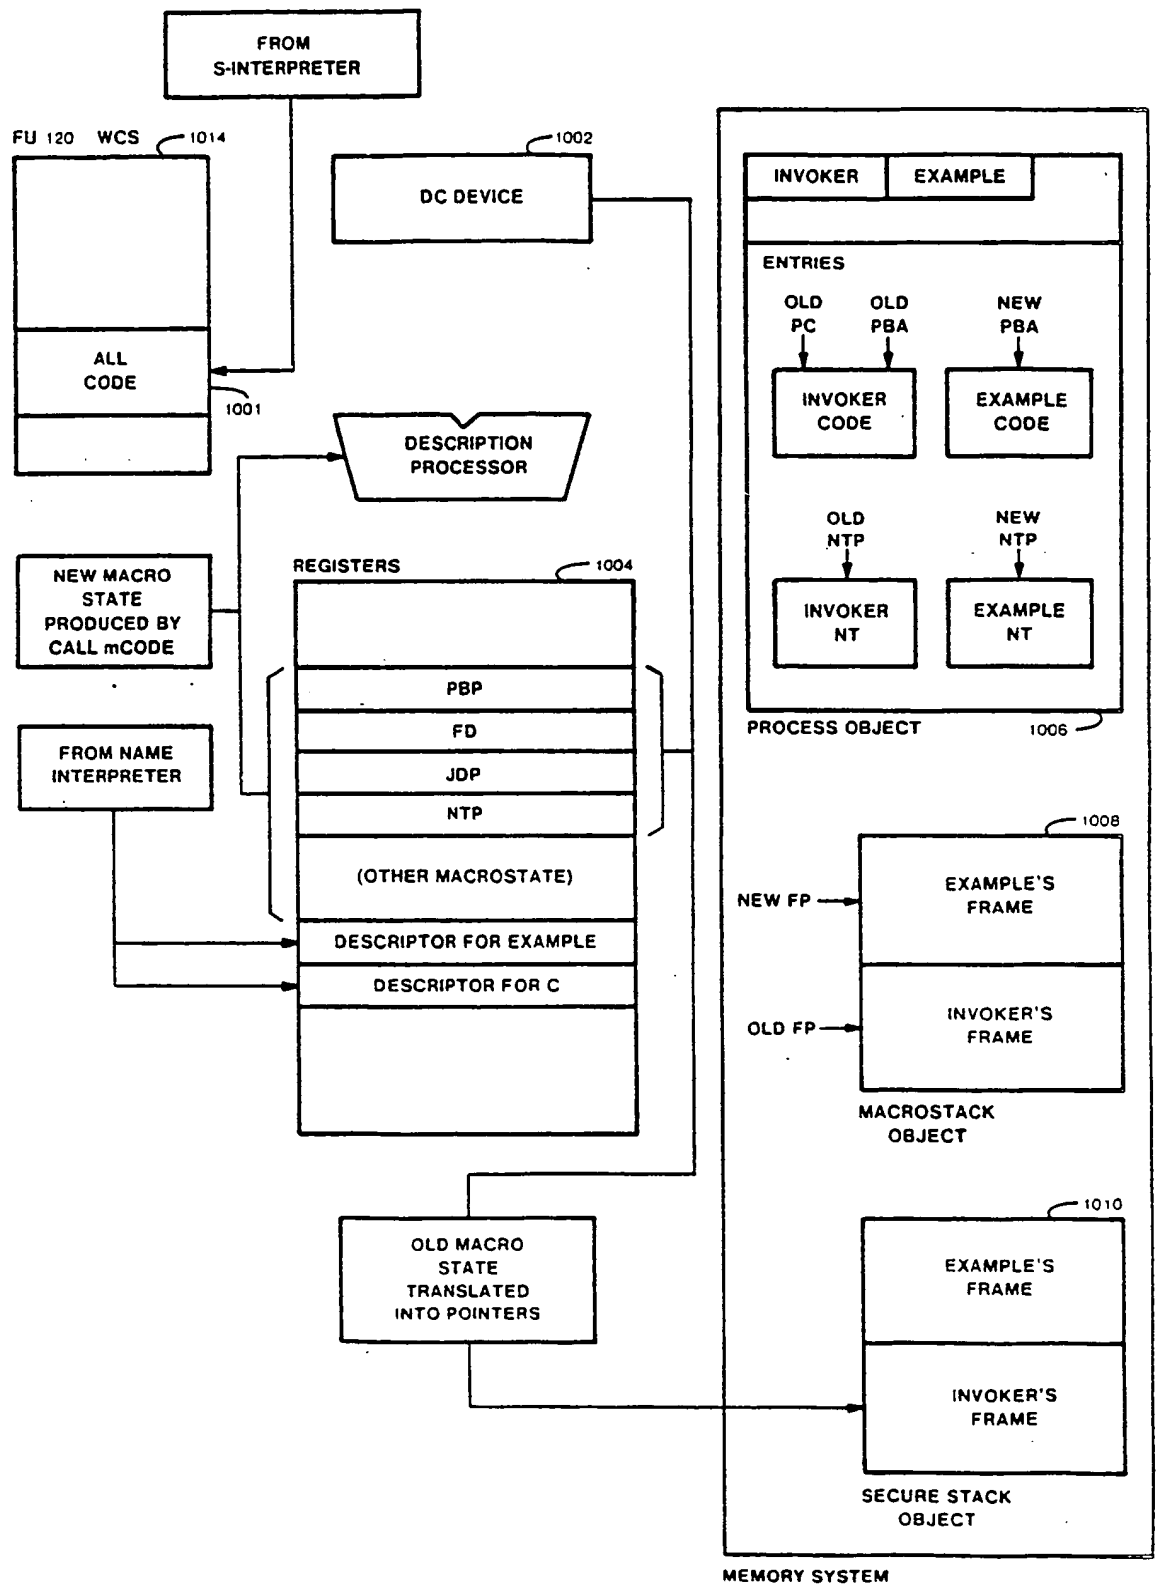 FROM
S-INTERPRETER
FU 120 WCS
1014
1002
DC DEVICE
INVOKER
EXAMPLE
ENTRIES
OLD
PC
OLD
PBA
NEW
PBA
ALL
CODE
1001
INVOKER
CODE
EXAMPLE
CODE
DESCRIPTION
PROCESSOR
OLD
NTP
NEW
NTP
REGISTERS
1004
NEW MACRO
STATE
PRODUCED BY
CALL mCODE
INVOKER
NT
EXAMPLE
NT
PBP
FD
JDP
NTP
PROCESS OBJECT
1006
FROM NAME
INTERPRETER
(OTHER MACROSTATE)
DESCRIPTOR FOR EXAMPLE
DESCRIPTOR FOR C
1008
NEW FP
EXAMPLE'S
FRAME
OLD FP
INVOKER'S
FRAME
MACROSTACK
OBJECT
OLD MACRO
STATE
TRANSLATED
INTO POINTERS
1010
EXAMPLE'S
FRAME
INVOKER'S
FRAME
SECURE STACK
OBJECT
MEMORY SYSTEM